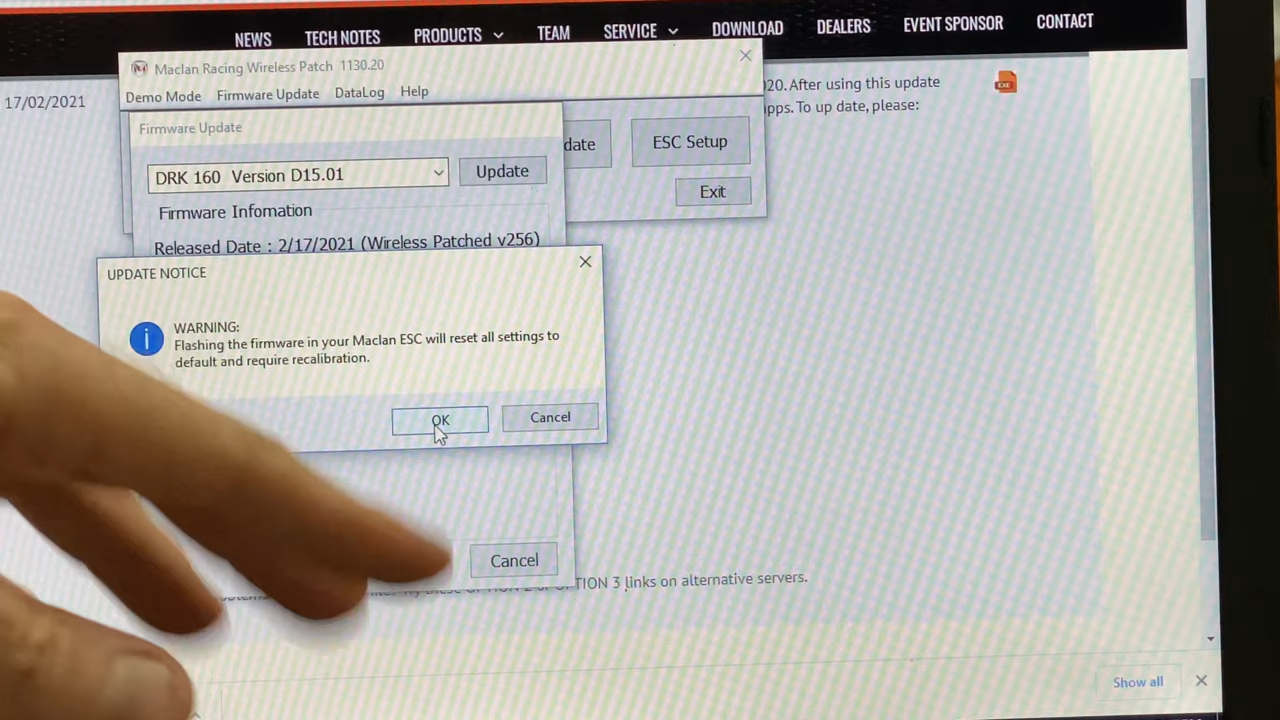 NEWS TECH NOTES PRODUCTS TEAM SERVICE DOWNLOAD DEALERS EVENT SPONSOR CONTACT
Maclan Racing Wireless Patch 1130.20
17/02/2021
20. After using this update
EXE
Demo Mode Firmware Update DataLog Help
apps. To up date, please:
Firmware Update
date
ESC Setup
DRK 160 Version D15.01
Update
Exit
Firmware Infomation
Released Date : 2/17/2021 (Wireless Patched v256)
UPDATE NOTICE
WARNING:
Flashing the firmware in your Maclan ESC will reset all settings to
default and require recalibration.
OK
Cancel
Cancel
TION 3 links on alternative servers.
Show all